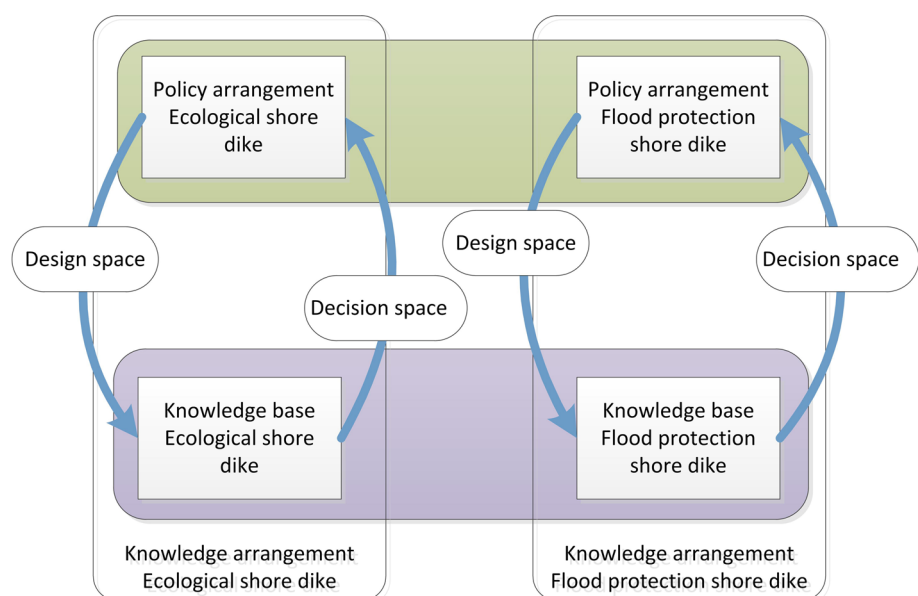 Policy arrangement
Ecological shore
dike
Policy arrangement
Flood protection
shore dike
Design space
Decision space
Design space
Decision space
Knowledge base
Ecological shore
dike
Knowledge base
Flood protection
shore dike
Knowledge arrangement
Ecological shore dike
Knowledge arrangement
Flood protection shore dike